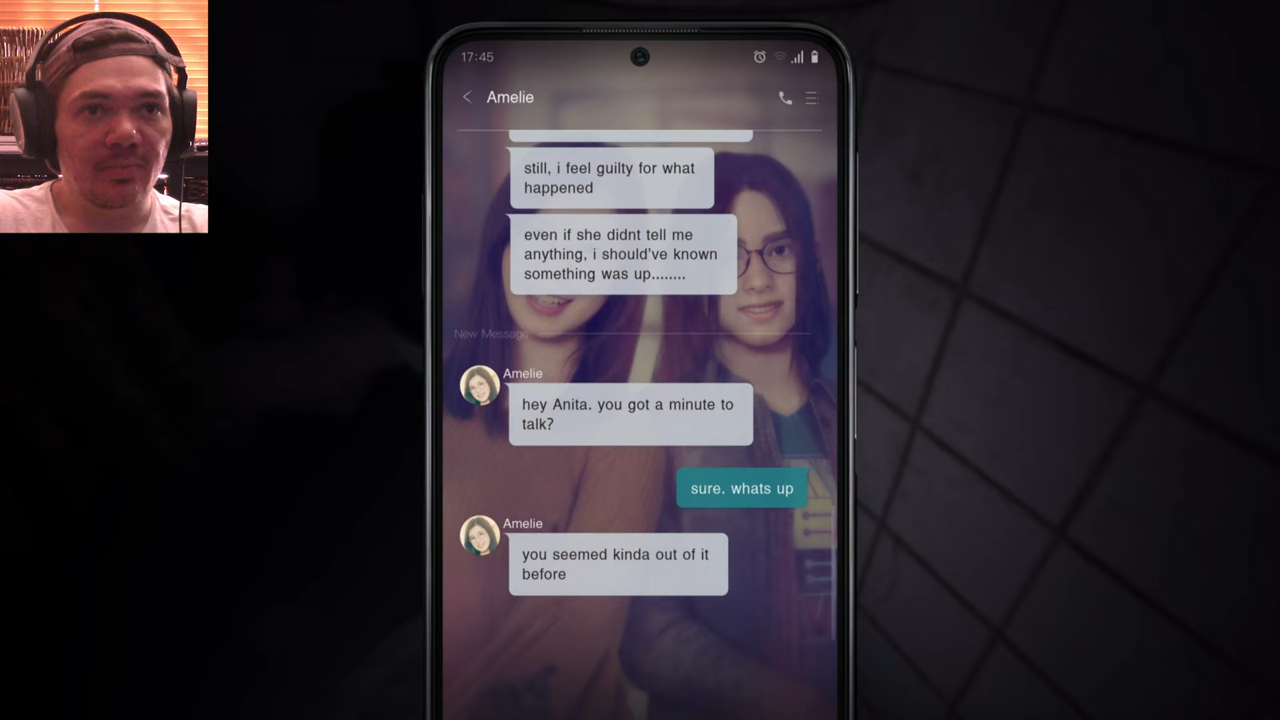 17:45
Amelie
still, i feel guilty for what
happened
even if she didnt tell me
anything, i should've known
something was up........
New Message
Amelie
hey Anita. you got a minute to
talk?
sure. whats up
Amelie
you seemed kinda out of it
before